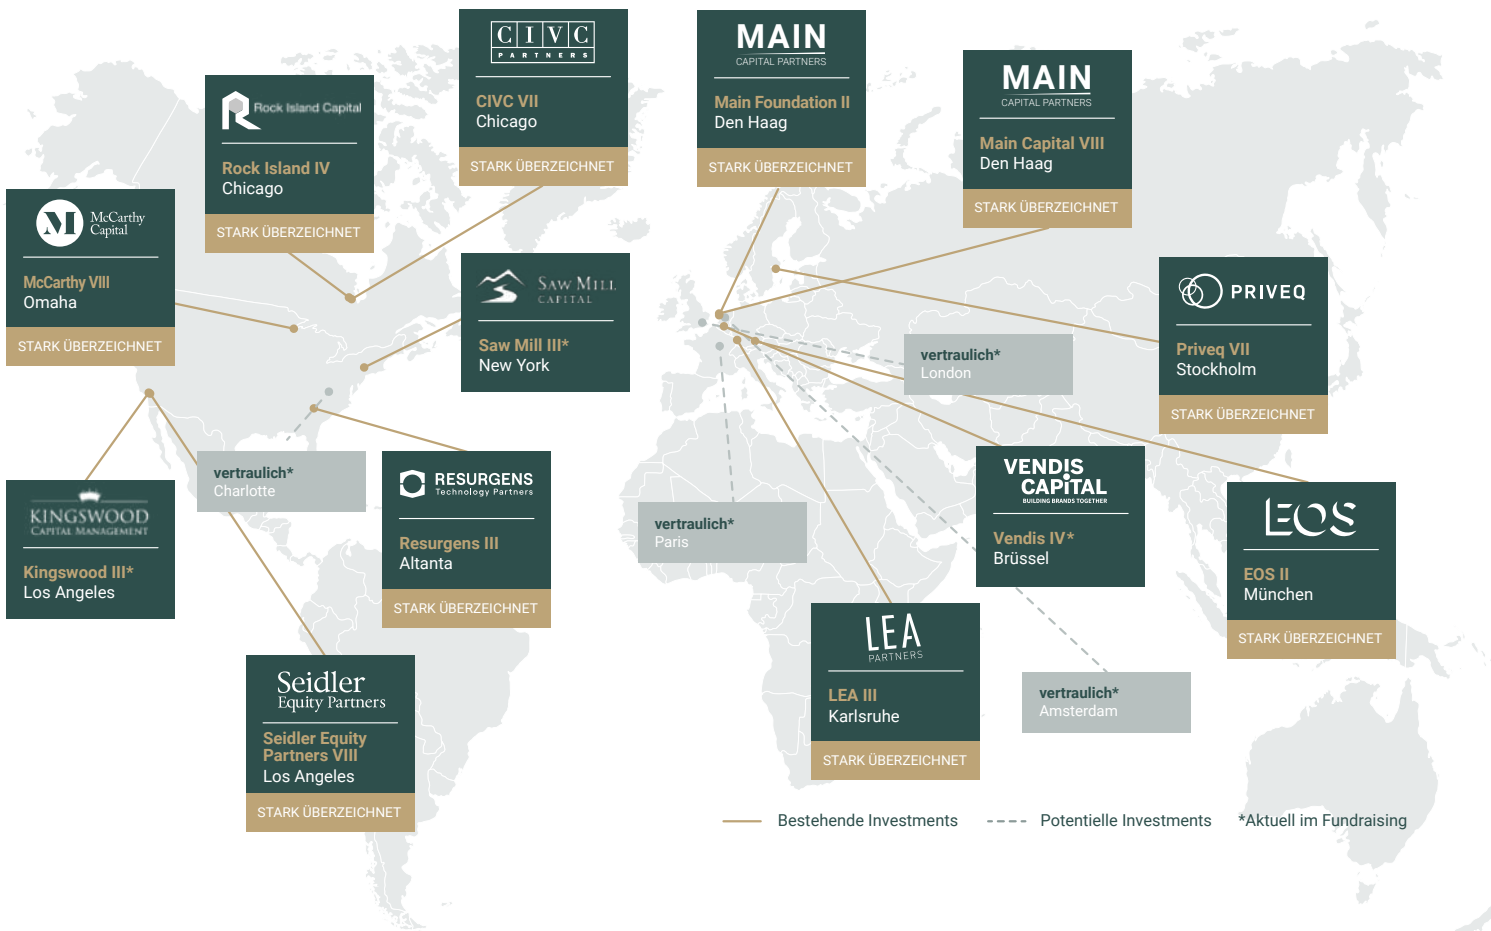 CIVC
PARTNERS
CIVC VII
Chicago
STARK ÜBERZEICHNET
MAIN
CAPITAL PARTNERS
Main Foundation II
Den Haag
STARK ÜBERZEICHNET
MAIN
CAPITAL PARTNERS
Main Capital VIII
Den Haag
STARK ÜBERZEICHNET
Rock Island Capital
Rock Island IV
Chicago
STARK ÜBERZEICHNET
M McCarthy
Capital
McCarthy VIII
Omaha
STARK ÜBERZEICHNET
SAW MILL
CAPITAL
Saw Mill III*
New York
PRIVEQ
Priveq VII
Stockholm
STARK ÜBERZEICHNET
vertraulich*
London
vertraulich*
Charlotte
RESURGENS
Technology Partners
Resurgens III
Altanta
STARK ÜBERZEICHNET
KINGSWOOD
CAPITAL MANAGEMENT
Kingswood III*
Los Angeles
vertraulich*
Paris
VENDIS
CAPITAL
BUILDING BRANDS TOGETHER
Vendis IV*
Brüssel
EOS
EOS II
München
STARK ÜBERZEICHNET
LEA
PARTNERS
LEA III
Karlsruhe
STARK ÜBERZEICHNET
vertraulich*
Amsterdam
Seidler
Equity Partners
Seidler Equity
Partners VIII
Los Angeles
STARK ÜBERZEICHNET
Bestehende Investments
Potentielle Investments
*Aktuell im Fundraising